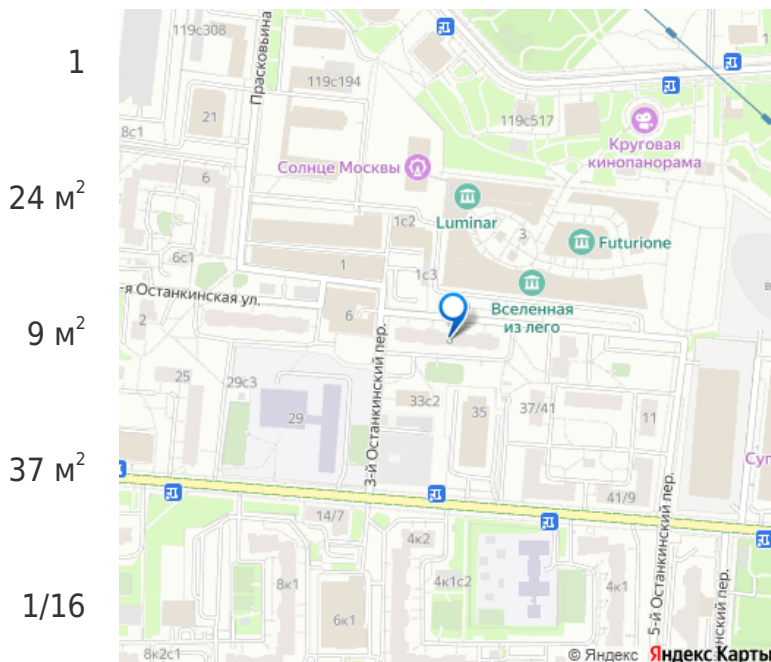 1
24 м²
9 м²
37 м²
1/16
119с308
Прасковьина
119с194
21
8с1
119с517
Круговая
кинопанорама
Солнце Москвы
6
Luminar
1с2
3
Futurione
6с1
1
1с3
-я Останкинская ул.
Вселенная
из лего
2
6
3-й Останкинский пер.
25
29с3
29
33с2
35
37/41
11
Суп
41/9
14/7
4к2
8к1
4к1с2
4к1
6к1
5-й Останкинский пер.
нский пер.
8к2с1
© Яндекс Яндекс Карты